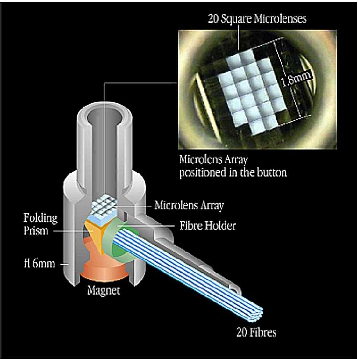 20 Square Microlenses
1.8mm
Microlens Array
positioned in the button
Microlens Array
Folding
Prism
Fibre Holder
6mm
Magnet
20 Fibres